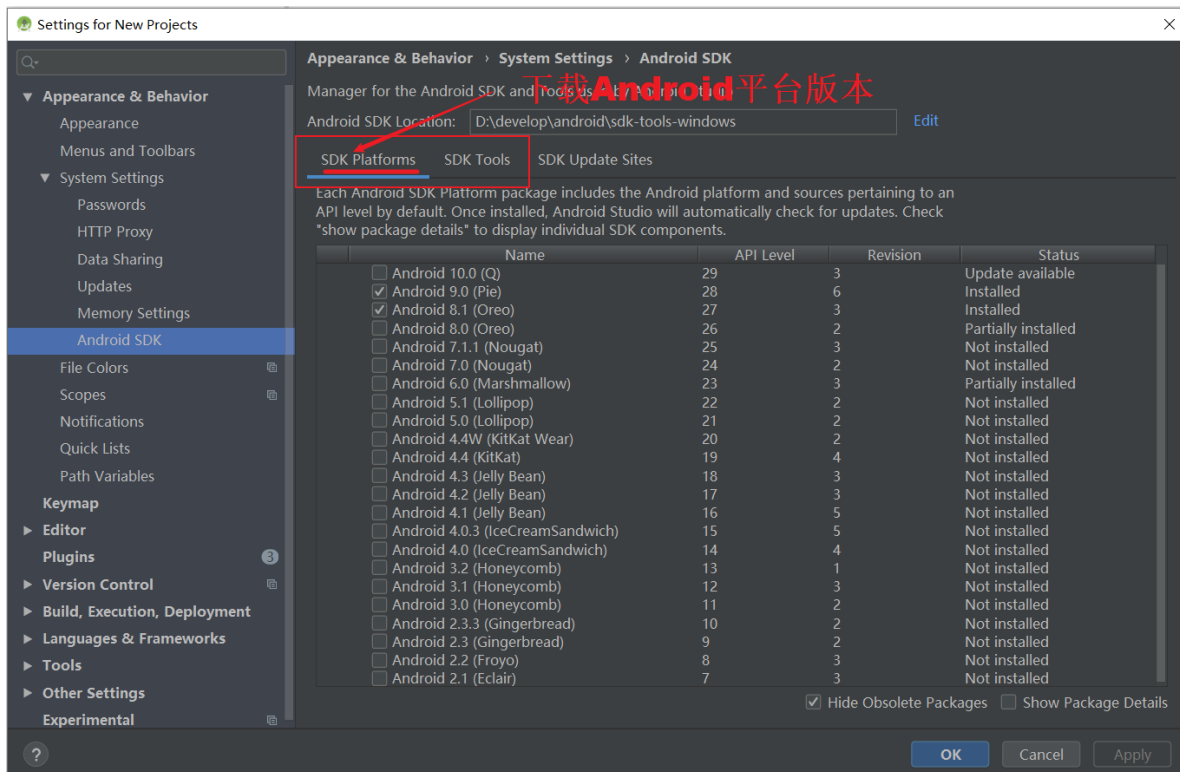 Settings for New Projects
Appearance & Behavior
Appearance
Menus and Toolbars
System Settings
Passwords
HTTP Proxy
Data Sharing
Updates
Memory Settings
Android SDK
File Colors
Scopes
Notifications
Quick Lists
Path Variables
Keymap
Editor
Plugins 3
Version Control
Build, Execution, Deployment
Languages & Frameworks
Tools
Other Settings
Experimental
Appearance & Behavior › System Settings › Android SDK
下载Android平台版本
Manager for the Android SDK and Tools used by Android Studio
Android SDK Location: D:\develop\android\sdk-tools-windows Edit
SDK Platforms SDK Tools SDK Update Sites
Each Android SDK Platform package includes the Android platform and sources pertaining to an
API level by default. Once installed, Android Studio will automatically check for updates. Check
"show package details" to display individual SDK components.
Name API Level Revision Status
Android 10.0 (Q) 29 3 Update available
Android 9.0 (Pie) 28 6 Installed
Android 8.1 (Oreo) 27 3 Installed
Android 8.0 (Oreo) 26 2 Partially installed
Android 7.1.1 (Nougat) 25 3 Not installed
Android 7.0 (Nougat) 24 2 Not installed
Android 6.0 (Marshmallow) 23 3 Partially installed
Android 5.1 (Lollipop) 22 2 Not installed
Android 5.0 (Lollipop) 21 2 Not installed
Android 4.4W (KitKat Wear) 20 2 Not installed
Android 4.4 (KitKat) 19 4 Not installed
Android 4.3 (Jelly Bean) 18 3 Not installed
Android 4.2 (Jelly Bean) 17 3 Not installed
Android 4.1 (Jelly Bean) 16 5 Not installed
Android 4.0.3 (IceCreamSandwich) 15 5 Not installed
Android 4.0 (IceCreamSandwich) 14 4 Not installed
Android 3.2 (Honeycomb) 13 1 Not installed
Android 3.1 (Honeycomb) 12 3 Not installed
Android 3.0 (Honeycomb) 11 2 Not installed
Android 2.3.3 (Gingerbread) 10 2 Not installed
Android 2.3 (Gingerbread) 9 2 Not installed
Android 2.2 (Froyo) 8 3 Not installed
Android 2.1 (Eclair) 7 3 Not installed
Hide Obsolete Packages Show Package Details
? OK Cancel Apply